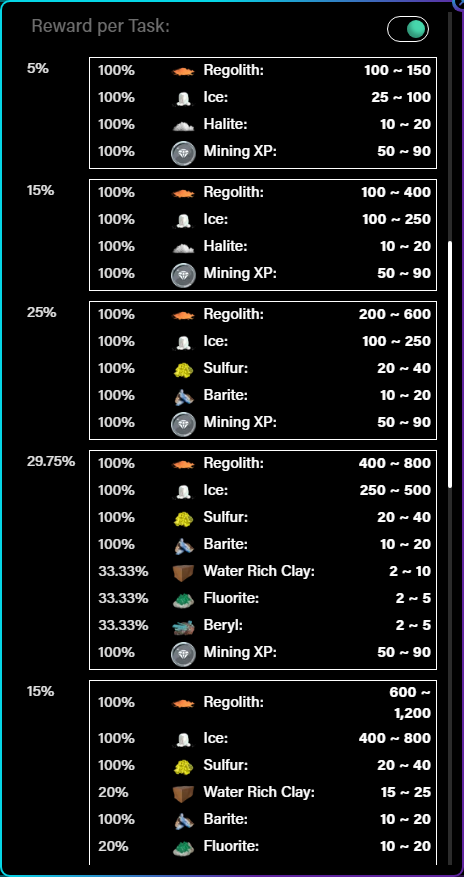 Reward per Task:
5%
100% Regolith: 100 ~ 150
100% Ice: 25 ~ 100
100% Halite: 10 ~ 20
100% Mining XP: 50 ~ 90
15%
100% Regolith: 100 ~ 400
100% Ice: 100 ~ 250
100% Halite: 10 ~ 20
100% Mining XP: 50 ~ 90
25%
100% Regolith: 200 ~ 600
100% Ice: 100 ~ 250
100% Sulfur: 20 ~ 40
100% Barite: 10 ~ 20
100% Mining XP: 50 ~ 90
29.75%
100% Regolith: 400 ~ 800
100% Ice: 250 ~ 500
100% Sulfur: 20 ~ 40
100% Barite: 10 ~ 20
33.33% Water Rich Clay: 2 ~ 10
33.33% Fluorite: 2 ~ 5
33.33% Beryl: 2 ~ 5
100% Mining XP: 50 ~ 90
15%
100% Regolith: 600 ~
1,200
100% Ice: 400 ~ 800
100% Sulfur: 20 ~ 40
20% Water Rich Clay: 15 ~ 25
100% Barite: 10 ~ 20
20% Fluorite: 10 ~ 20